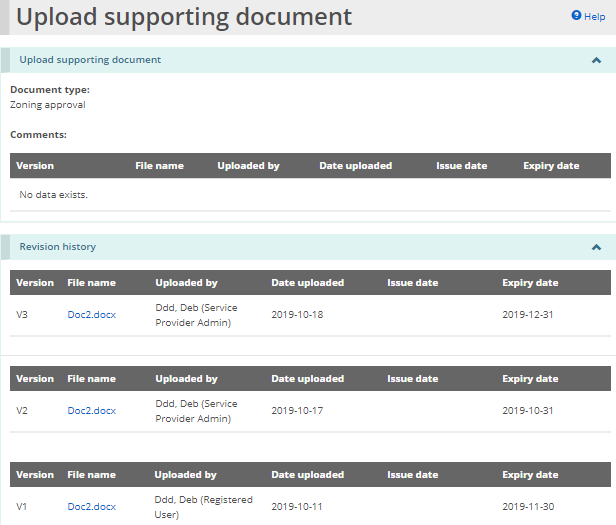 Upload supporting document
Help
Upload supporting document
Document type:
Zoning approval
Comments:
Version File name Uploaded by Date uploaded Issue date Expiry date
No data exists.
Revision history
Version File name Uploaded by Date uploaded Issue date Expiry date
V3 Doc2.docx Ddd, Deb (Service Provider Admin) 2019-10-18 2019-12-31
Version File name Uploaded by Date uploaded Issue date Expiry date
V2 Doc2.docx Ddd, Deb (Service Provider Admin) 2019-10-17 2019-10-31
Version File name Uploaded by Date uploaded Issue date Expiry date
V1 Doc2.docx Ddd, Deb (Registered User) 2019-10-11 2019-11-30